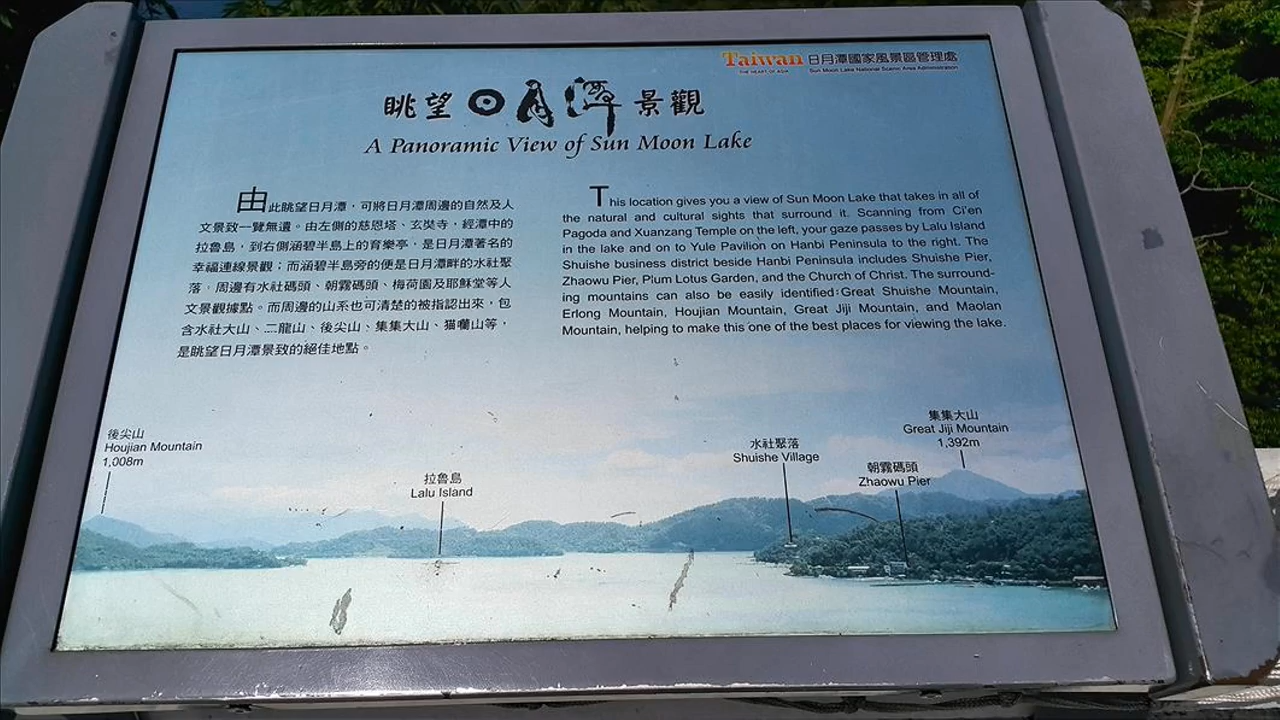 Taiwan 日月潭國家風景區管理處
THE HEART OF ASIA Sun Moon Lake National Scenic Area Administration
眺望日月潭景觀
A Panoramic View of Sun Moon Lake
由此眺望日月潭，可將日月潭周邊的自然及人
文景致一覽無遺。由左側的慈恩塔、玄奘寺，經潭中的
拉魯島，到右側涵碧半島上的育樂亭，是日月潭著名的
幸福連線景觀；而涵碧半島旁的便是日月潭畔的水社聚
落，周邊有水社碼頭、朝霧碼頭、梅荷園及耶穌堂等人
文景觀據點。而周邊的山系也可清楚的被指認出來，包
含水社大山、二龍山、後尖山、集集大山、猫囒山等，
是眺望日月潭景致的絕佳地點。
This location gives you a view of Sun Moon Lake that takes in all of
the natural and cultural sights that surround it. Scanning from Ci'en
Pagoda and Xuanzang Temple on the left, your gaze passes by Lalu Island
in the lake and on to Yule Pavilion on Hanbi Peninsula to the right. The
Shuishe business district beside Hanbi Peninsula includes Shuishe Pier,
Zhaowu Pier, Plum Lotus Garden, and the Church of Christ. The surround-
ing mountains can also be easily identified:Great Shuishe Mountain,
Erlong Mountain, Houjian Mountain, Great Jiji Mountain, and Maolan
Mountain, helping to make this one of the best places for viewing the lake.
後尖山
Houjian Mountain
1,008m
拉魯島
Lalu Island
水社聚落
Shuishe Village
朝霧碼頭
Zhaowu Pier
集集大山
Great Jiji Mountain
1,392m